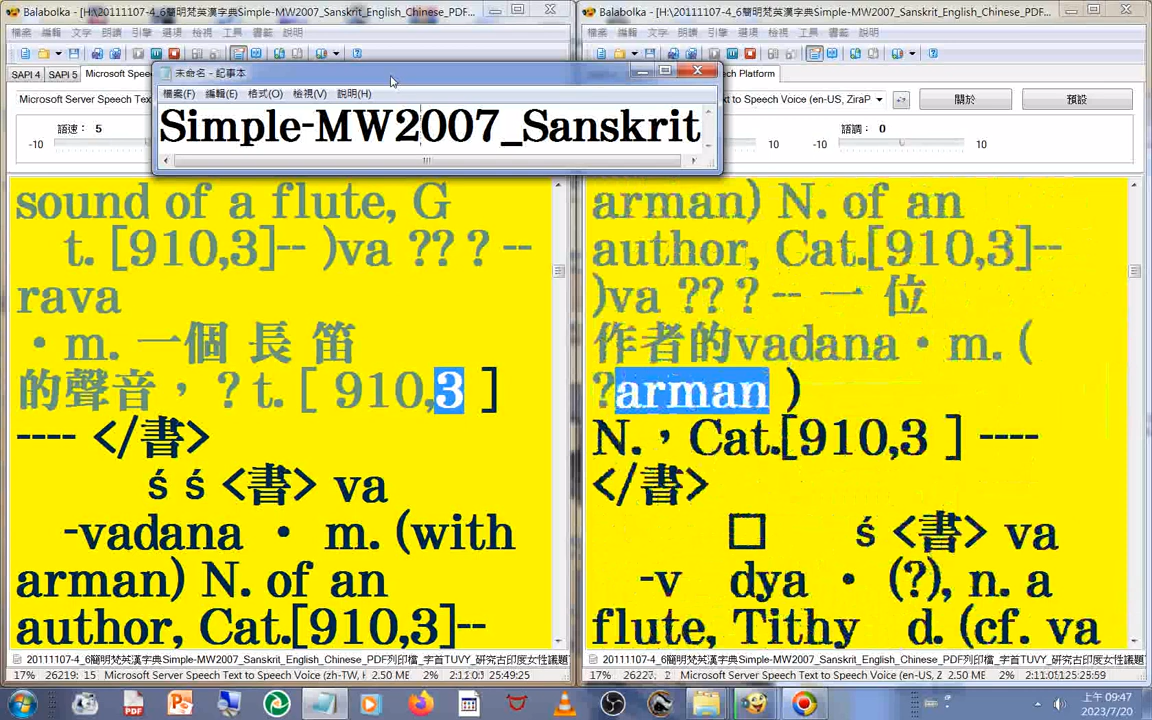 Balabolka - [H:\20111107-4_6簡明梵英漢字典Simple-MW2007_Sanskrit_English_Chinese_PDF...
檔案 編輯 文字 朗讀 引擎 選項 檢視 工具 書籤 說明
SAPI 4 SAPI 5 Microsoft Spee
Microsoft Server Speech Text
語速： 5
-10
Balabolka - [H:\20111107-4_6簡明梵英漢字典Simple-MW2007_Sanskrit_English_Chinese_PDF...
檔案 編輯 文字 朗讀 引擎 選項 檢視 工具 書籤 說明
ch Platform
to Speech Voice (en-US, ZiraP
關於
預設
語速： 0
10
-10
10
未命名 - 記事本
檔案(F) 編輯(E) 格式(O) 檢視(V) 說明(H)
Simple-MW2007_Sanskrit
sound of a flute, G
t. [910,3]-- )va ?? ? --
rava
・m. 一個 長 笛
的聲音，? t. [ 910,3 ]
---- </書>
ś ś <書> va
-vadana ・ m. (with
arman) N. of an
author, Cat.[910,3]--
arman) N. of an
author, Cat.[910,3]--
)va ?? ? -- 一 位
作者的vadana・m. (
?arman )
N.，Cat.[910,3 ] ----
</書>
□ ś <書> va
-v dya ・ (?), n. a
flute, Tithy d. (cf. va
20111107-4_6簡明梵英漢字典Simple-MW2007_Sanskrit_English_Chinese_PDF列印檔_字首TUVY_研究古印度女性議題
17% 26219: 15 Microsoft Server Speech Text to Speech Voice (zh-TW, 2.50 MB 2%
20111107-4_6簡明梵英漢字典Simple-MW2007_Sanskrit_English_Chinese_PDF列印檔_字首TUVY_研究古印度女性議題
17% Microsoft Server Speech Text to Speech Voice (en-US, 2.50 MB 2%
上午 09:47
2023/7/20